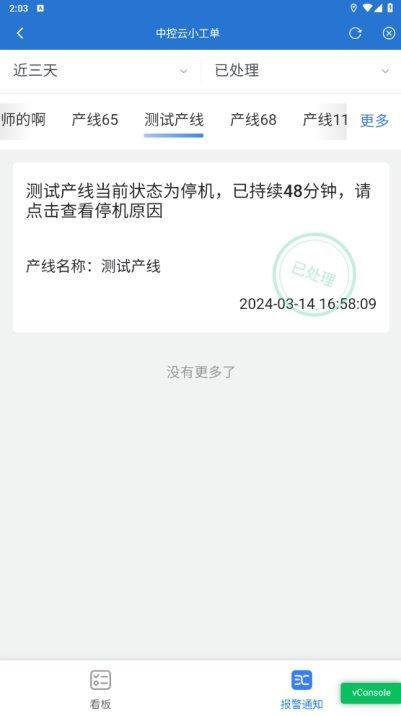 2:03
中控云小工单
近三天
已处理
师的啊
产线65
测试产线
产线68
产线11
更多
测试产线当前状态为停机，已持续48分钟，请
点击查看停机原因
产线名称：测试产线
已处理
2024-03-14 16:58:09
没有更多了
看板
报警通知
vConsole